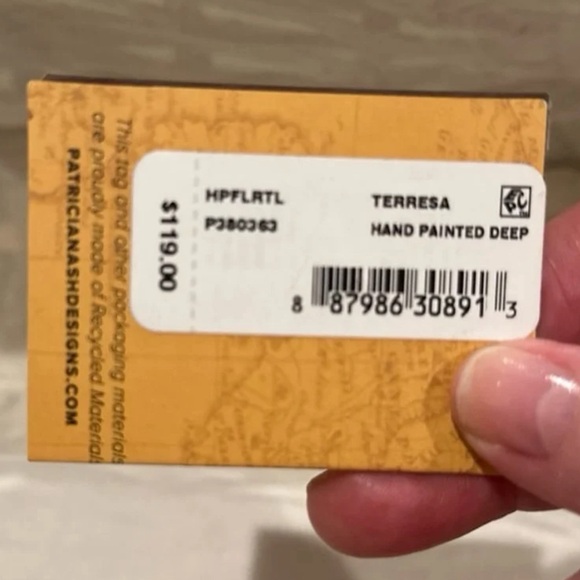 This tag and other packaging materials
are proudly made of Recycled Materials
PATRICIANASHDESIGNS.COM
$119.00
HPFLRTL
P380363
TERRESA
HAND PAINTED DEEP
8 87986 30891 3